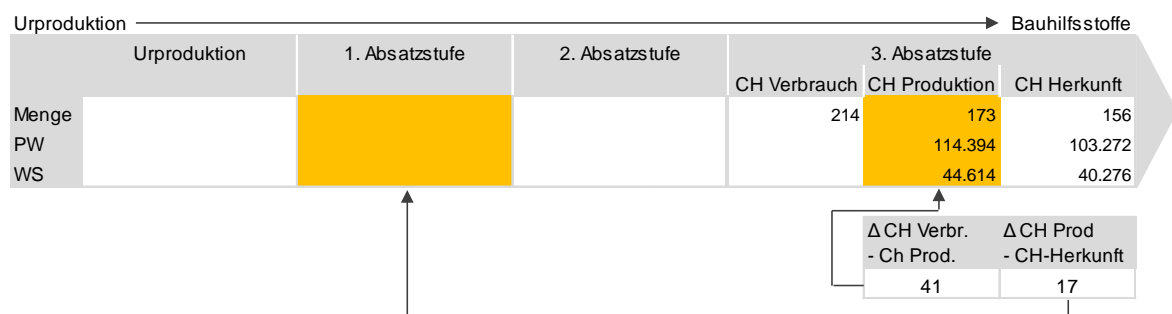 Urproduktion Bauhilfsstoffe
Urproduktion 1. Absatzstufe 2. Absatzstufe 3. Absatzstufe
CH Verbrauch CH Produktion CH Herkunft
Menge 214 173 156
PW 114.394 103.272
WS 44.614 40.276
Δ CH Verbr. Δ CH Prod
- Ch Prod. - CH-Herkunft
41 17